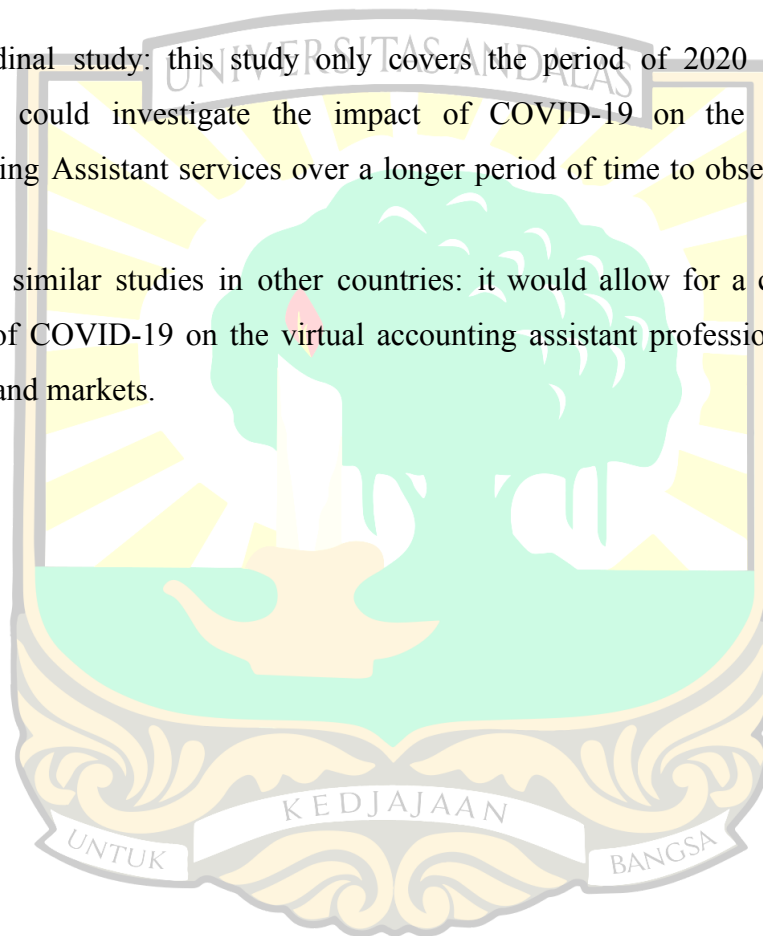 UNIVERSITAS ANDALAS
dinal study: this study only covers the period of 2020
could investigate the impact of COVID-19 on the
ing Assistant services over a longer period of time to obse
similar studies in other countries: it would allow for a
of COVID-19 on the virtual accounting assistant professio
and markets.
KEDJAJAAN
UNTUK
BANGSA